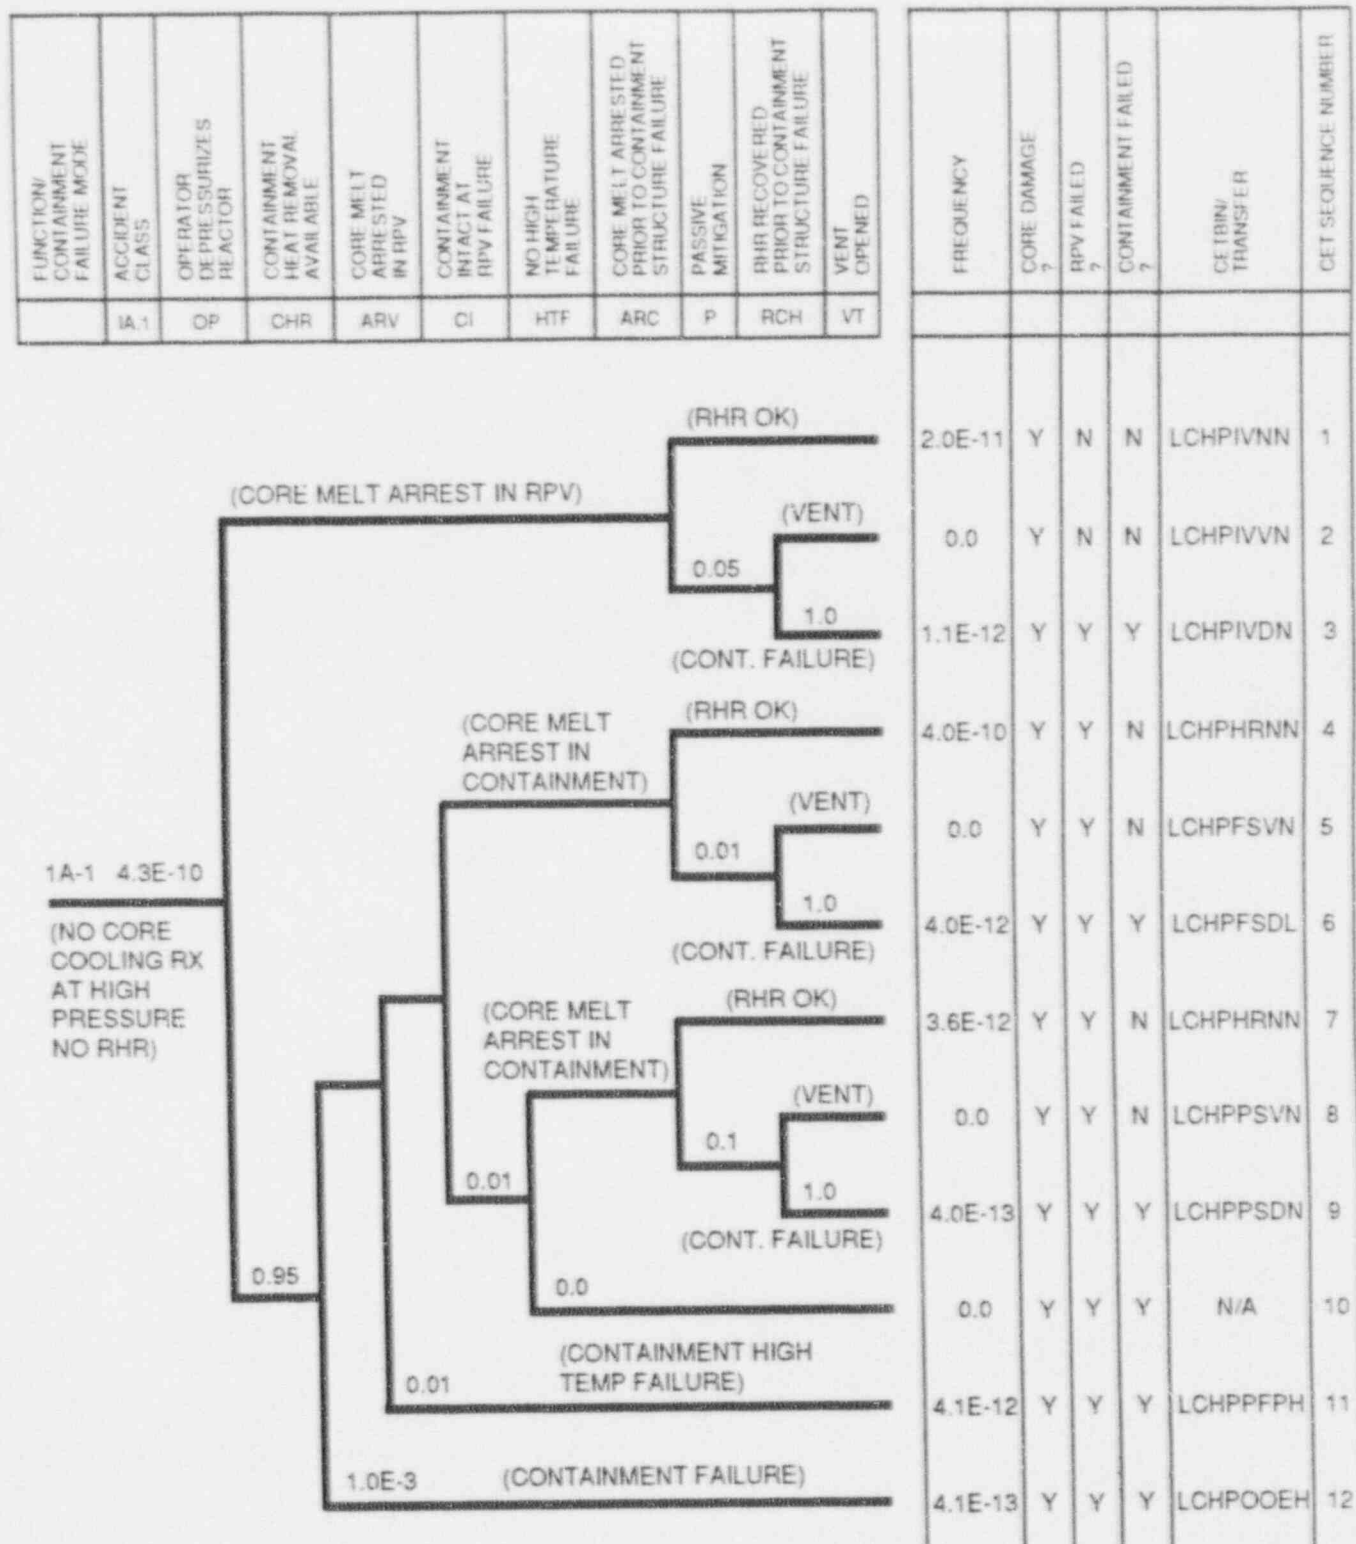 FUNCTION/
CONTAINMENT
FAILURE MODE
ACCIDENT
CLASS
OPERATOR
DEPRESSURIZES
REACTOR
CONTAINMENT
HEAT REMOVAL
AVAILABLE
CORE MELT
ARRESTED
IN RPV
CONTAINMENT
INTACT AT
RPV FAILURE
NO HIGH
TEMPERATURE
FAILURE
CORE MELT ARRESTED
PRIOR TO CONTAINMENT
STRUCTURE FAILURE
PASSIVE
MITIGATION
RHR RECOVERED
PRIOR TO CONTAINMENT
STRUCTURE FAILURE
VENT
OPENED
FREQUENCY
CORE DAMAGE
?
RPV FAILED
?
CONTAINMENT FAILED
?
CETBIN/
TRANSFER
CET SEQUENCE NUMBER
IA.1 OP CHR ARV CI HTF ARC P RCH VT
(RHR OK)
2.0E-11 Y N N LCHPIVNN 1
(CORE MELT ARREST IN RPV)
(VENT)
0.0 Y N N LCHPIVVN 2
0.05
1.0
1.1E-12 Y Y Y LCHPIVDN 3
(CONT. FAILURE)
(CORE MELT
ARREST IN
CONTAINMENT)
(RHR OK)
4.0E-10 Y Y N LCHPHRNN 4
(VENT)
0.0 Y Y N LCHPFSVN 5
0.01
1.0
4.0E-12 Y Y Y LCHPFSDL 6
(CONT. FAILURE)
1A-1 4.3E-10
(NO CORE
COOLING RX
AT HIGH
PRESSURE
NO RHR)
(CORE MELT
ARREST IN
CONTAINMENT)
(RHR OK)
3.6E-12 Y Y N LCHPHRNN 7
(VENT)
0.0 Y Y N LCHPPSVN 8
0.1
0.01
1.0
4.0E-13 Y Y Y LCHPPSDN 9
(CONT. FAILURE)
0.95
0.0
0.0 Y Y Y N/A 10
(CONTAINMENT HIGH
TEMP FAILURE)
0.01
4.1E-12 Y Y Y LCHPPFPH 11
1.0E-3 (CONTAINMENT FAILURE)
4.1E-13 Y Y Y LCHPOOEH 12